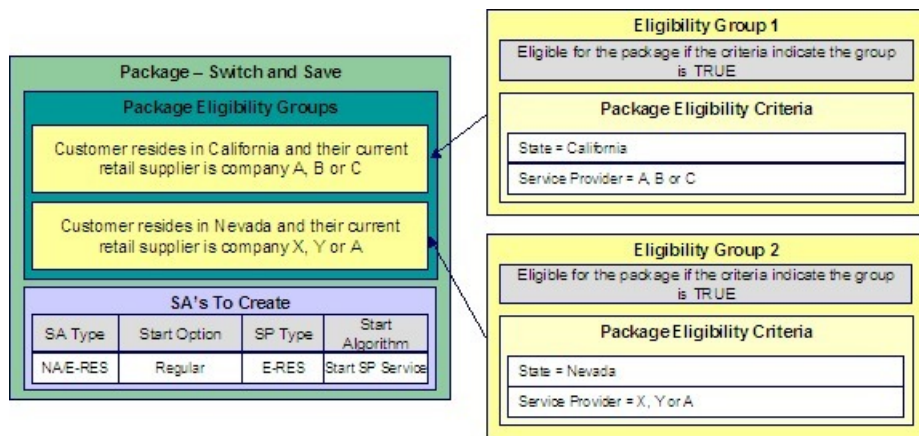 Package – Switch and Save
Package Eligibility Groups
Customer resides in California and their current
retail supplier is company A, B or C
Customer resides in Nevada and their current
retail supplier is company X, Y or A
SA's To Create
SA Type Start Option SP Type Start
Algorithm
NA/E-RES Regular E-RES Start SP Service
Eligibility Group 1
Eligible for the package if the criteria indicate the group
is TRUE
Package Eligibility Criteria
State = California
Service Provider = A, B or C
Eligibility Group 2
Eligible for the package if the criteria indicate the group
is TRUE
Package Eligibility Criteria
State = Nevada
Service Provider = X, Y or A